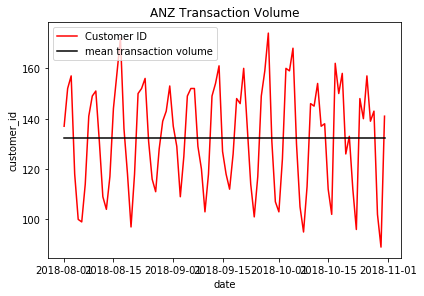 ANZ Transaction Volume
Customer ID
mean transaction volume
customer_id
160
140
120
100
2018-08-01
2018-08-15
2018-09-01
2018-09-15
2018-10-01
2018-10-15
2018-11-01
date